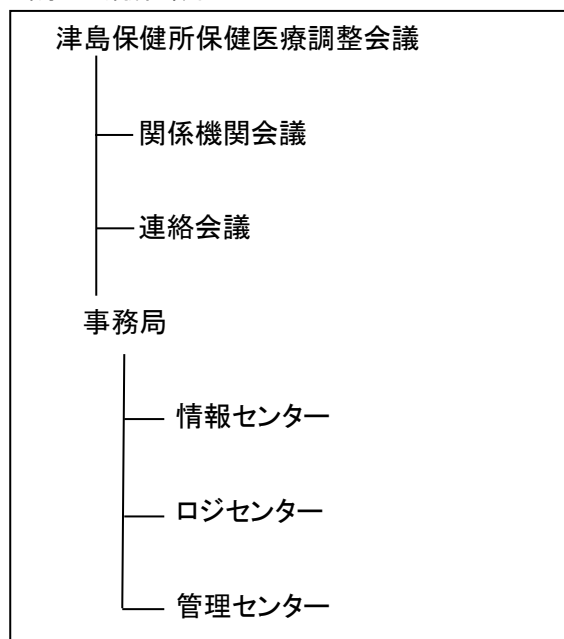 津島保健所保健医療調整会議
関係機関会議
連絡会議
事務局
情報センター
ロジセンター
管理センター